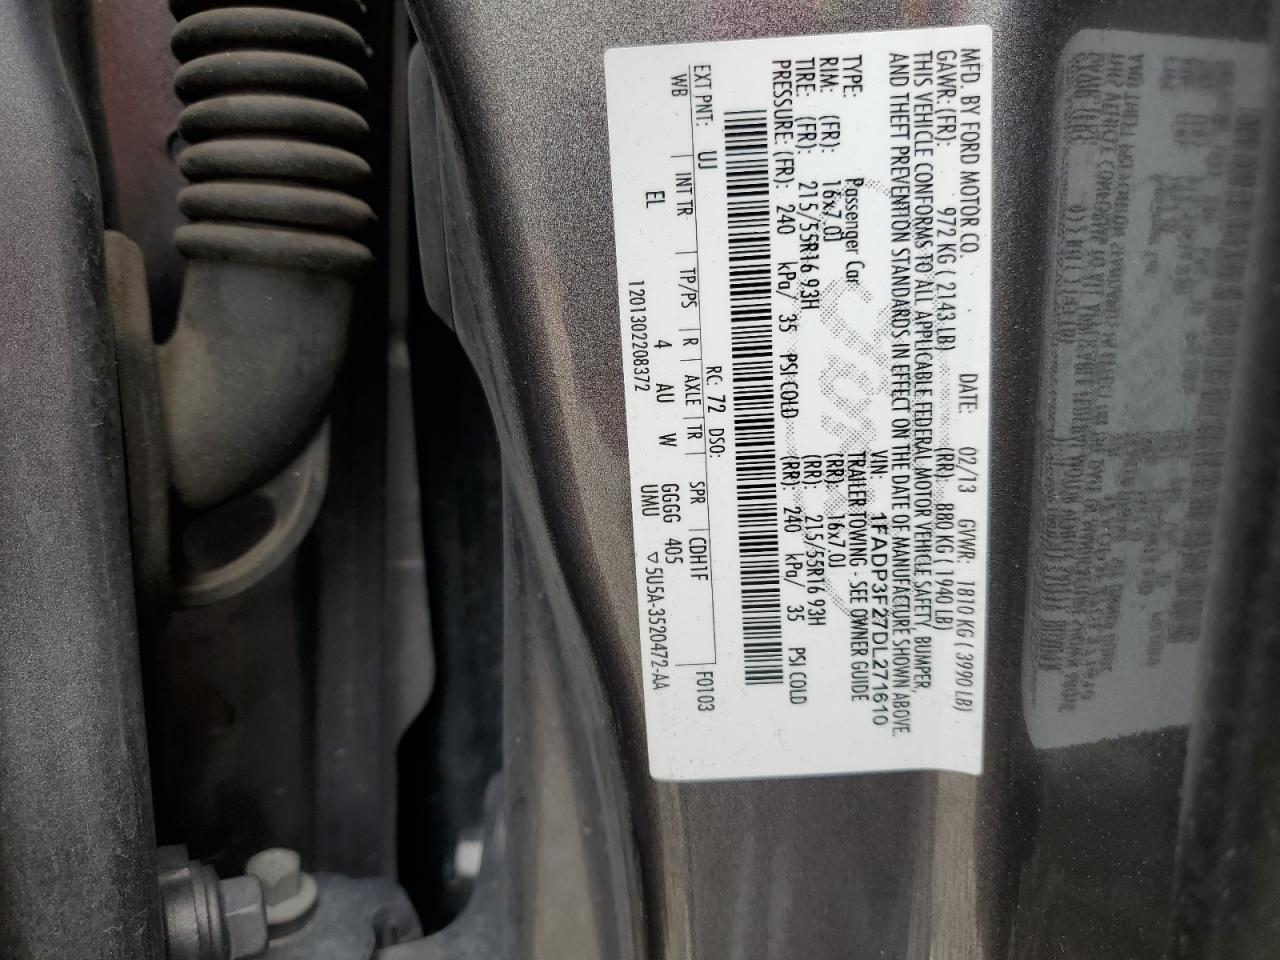 MFD. BY FORD MOTOR CO.
DATE: 02/13 GVWR: 1810 KG ( 3990 LB)
GAWR: (FR): 972 KG ( 2143 LB) (RR): 880 KG ( 1940 LB)
THIS VEHICLE CONFORMS TO ALL APPLICABLE FEDERAL MOTOR VEHICLE SAFETY, BUMPER,
AND THEFT PREVENTION STANDARDS IN EFFECT ON THE DATE OF MANUFACTURE SHOWN ABOVE.
VIN: 1FADP3F27DL271610
TYPE: Passenger Car TRAILER TOWING - SEE OWNER GUIDE
RIM: (FR): 16x7.0J (RR): 16x7.0J
TIRE: (FR): 215/55R16 93H (RR): 215/55R16 93H
PRESSURE: (FR): 240 kPa/ 35 PSI COLD (RR): 240 kPa/ 35 PSI COLD
RC: 72 DSO: F0103
EXT PNT: UJ INT TR TP/PS R AXLE TR SPR CDH1F
WB EL 4 AU W GGGG 405
1201302208372 UMU ▽5U5A-3520472-AA